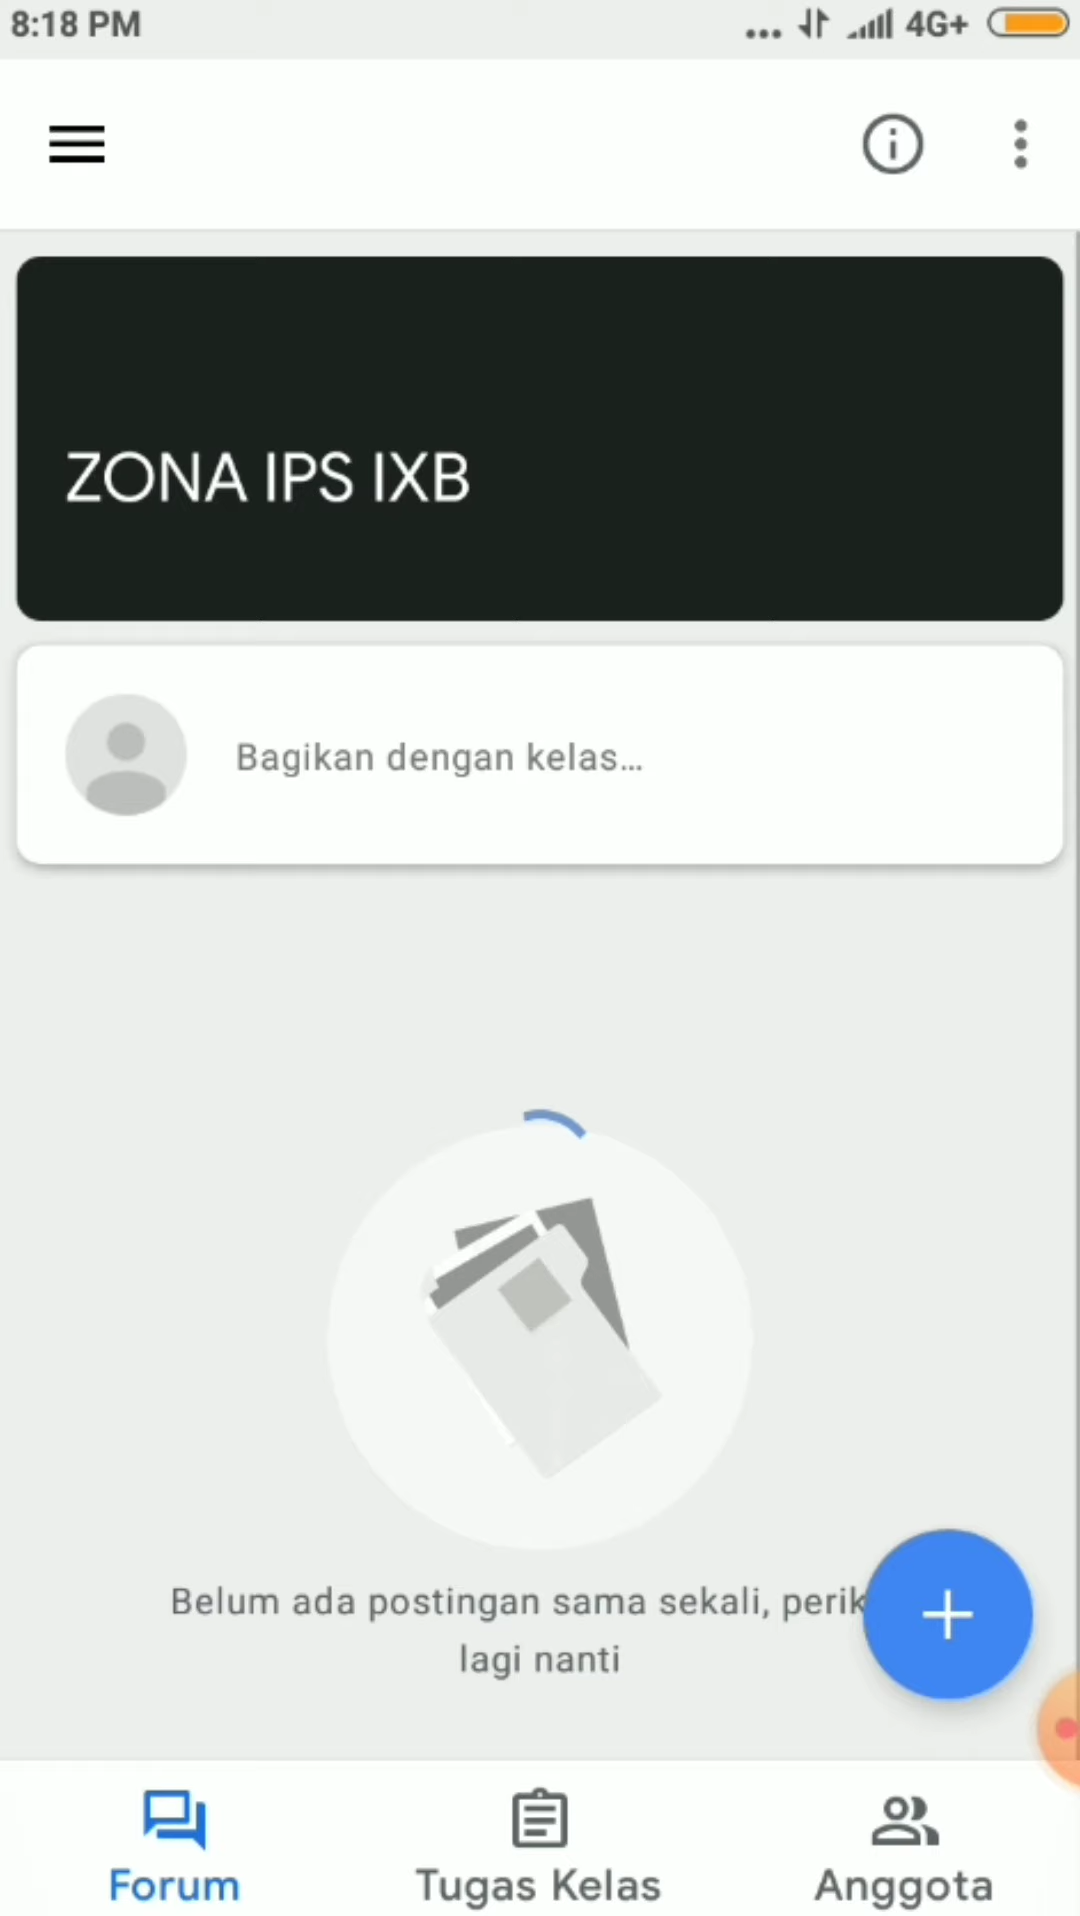 8:18 PM
4G+
ZONA IPS IXB
Bagikan dengan kelas...
Belum ada postingan sama sekali, perik
lagi nanti
Forum
Tugas Kelas
Anggota